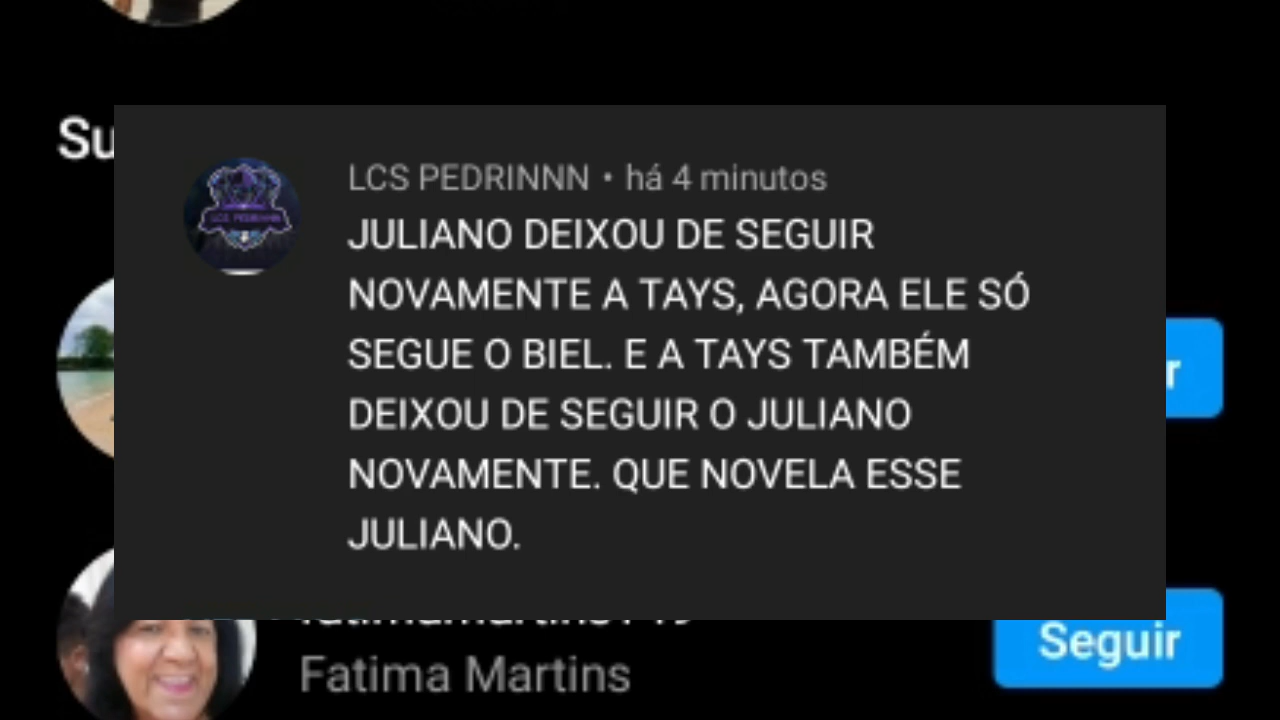 Su
LCS PEDRINNN • há 4 minutos
JULIANO DEIXOU DE SEGUIR
NOVAMENTE A TAYS, AGORA ELE SÓ
SEGUE O BIEL. E A TAYS TAMBÉM
DEIXOU DE SEGUIR O JULIANO
NOVAMENTE. QUE NOVELA ESSE
JULIANO.
r
Seguir
Fatima Martins